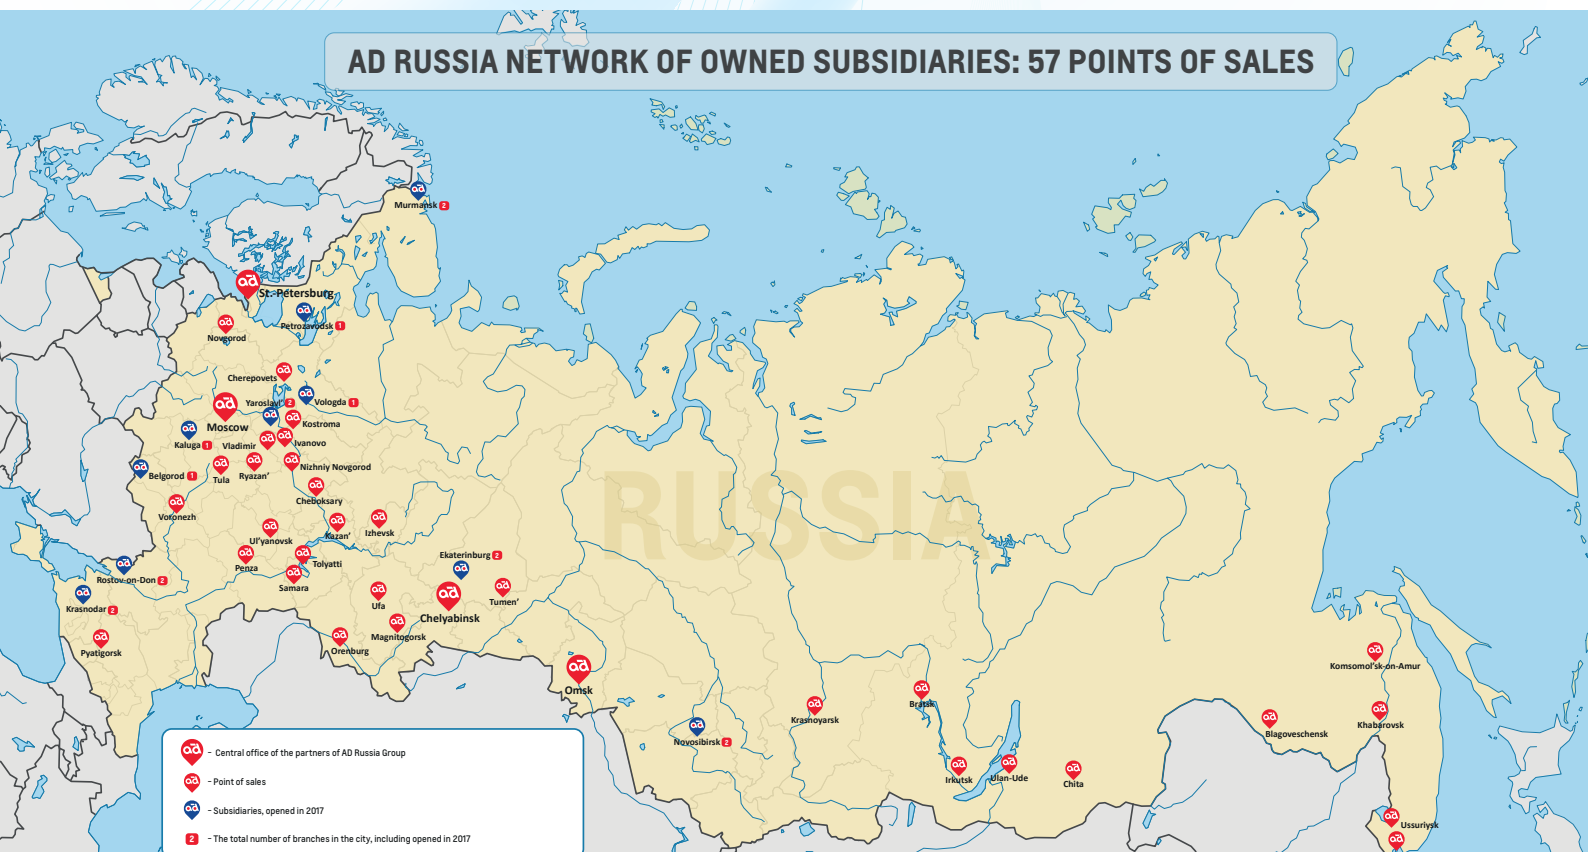 AD RUSSIA NETWORK OF OWNED SUBSIDIARIES: 57 POINTS OF SALES
RUSSIA
Murmansk 2
St.-Petersburg
Petrozavodsk 1
Novgorod
Cherepovets
Yaroslavl' 2
Vologda 1
Moscow
Kostroma
Kaluga 1
Vladimir
Ivanovo
Belgorod 1
Tula
Ryazan'
Nizhniy Novgorod
Cheboksary
Voronezh
Ul'yanovsk
Kazan'
Izhevsk
Penza
Tolyatti
Ekaterinburg 2
Samara
Rostov-on-Don 2
Krasnodar 2
Ufa
Chelyabinsk
Tumen'
Pyatigorsk
Magnitogorsk
Orenburg
Omsk
Novosibirsk 2
Krasnoyarsk
Bratsk
Irkutsk
Ulan-Ude
Chita
Komsomol'sk-on-Amur
Khabarovsk
Blagoveschensk
Ussuriysk
ad - Central office of the partners of AD Russia Group
ad - Point of sales
ad - Subsidiaries, opened in 2017
2 - The total number of branches in the city, including opened in 2017